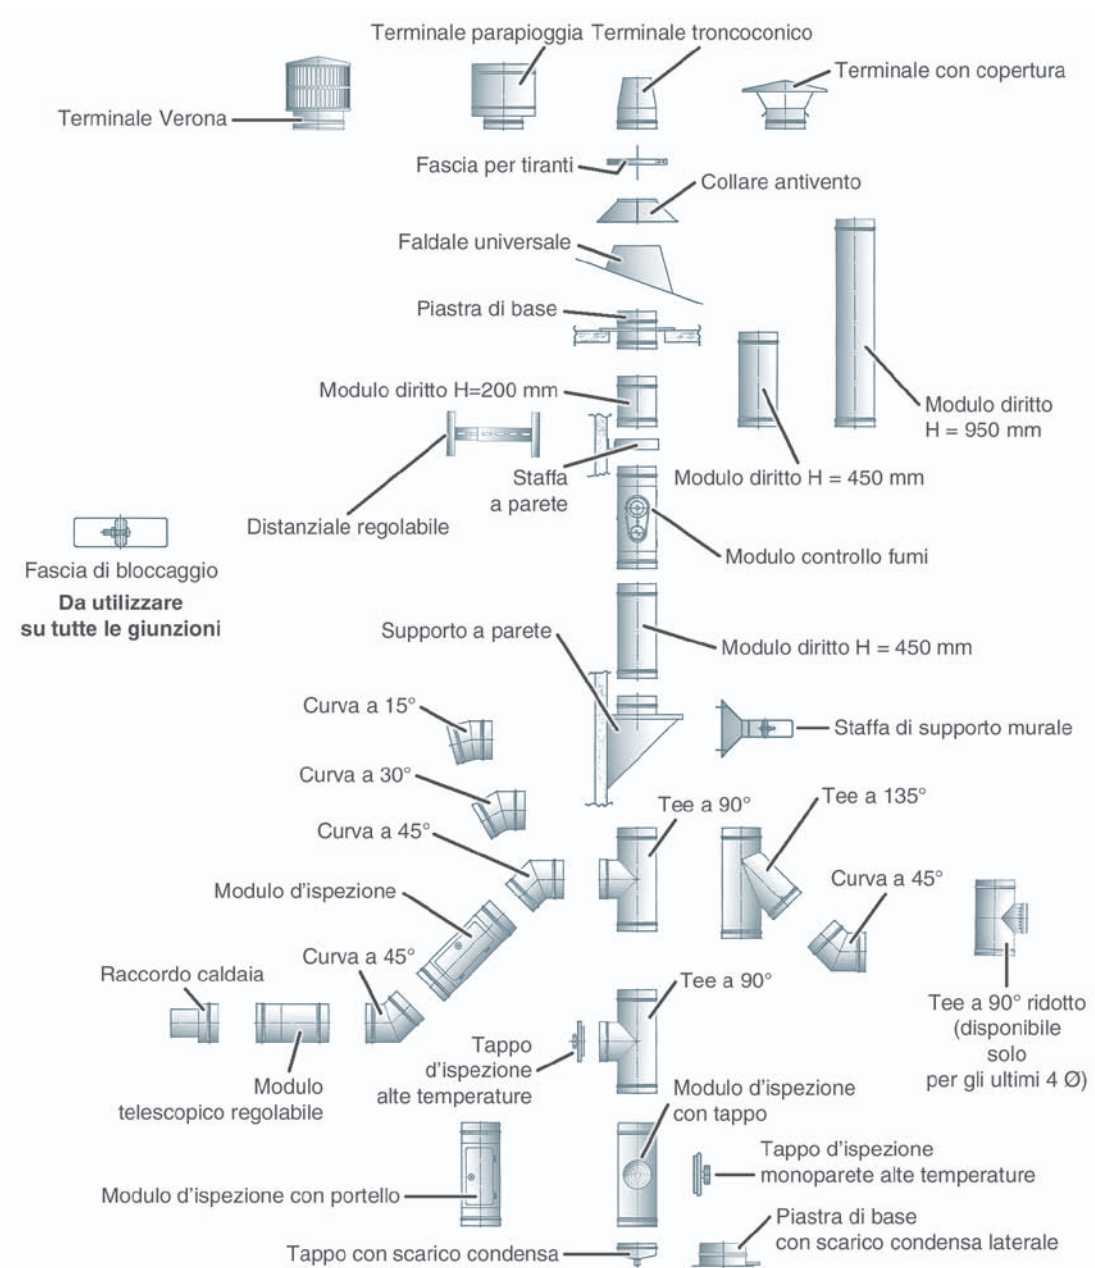 Terminale parapioggia
Terminale troncoconico
Terminale con copertura
Terminale Verona
Fascia per tiranti
Collare antivento
Faldale universale
Piastra di base
Modulo diritto H=200 mm
Modulo diritto
H = 950 mm
Staffa
a parete
Modulo diritto H = 450 mm
Distanziale regolabile
Modulo controllo fumi
Fascia di bloccaggio
Da utilizzare
su tutte le giunzioni
Supporto a parete
Modulo diritto H = 450 mm
Curva a 15°
Staffa di supporto murale
Curva a 30°
Tee a 90°
Tee a 135°
Curva a 45°
Modulo d'ispezione
Curva a 45°
Curva a 45°
Raccordo caldaia
Tee a 90°
Tee a 90° ridotto
(disponibile
solo
per gli ultimi 4 Ø)
Tappo
d'ispezione
alte temperature
Modulo
telescopico regolabile
Modulo d'ispezione
con tappo
Tappo d'ispezione
monoparete alte temperature
Modulo d'ispezione con portello
Piastra di base
con scarico condensa laterale
Tappo con scarico condensa